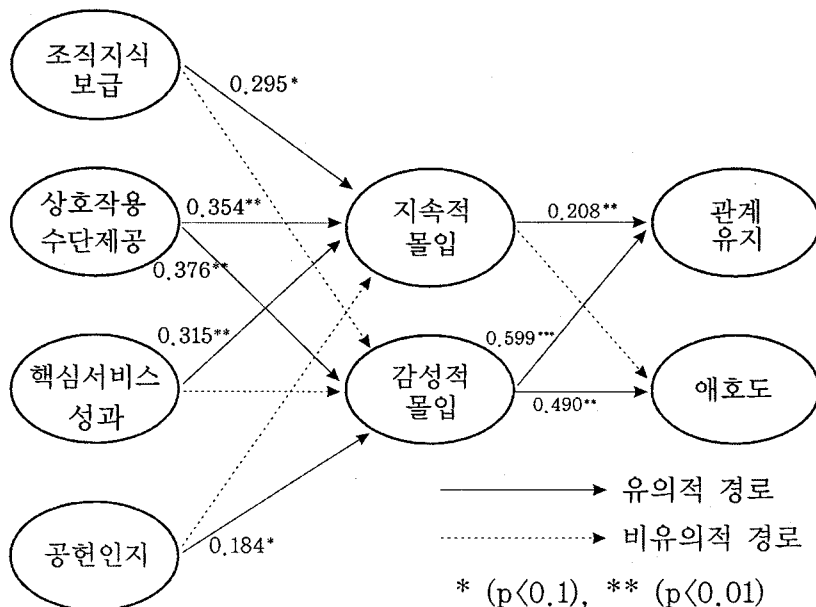 조직지식
보급
0.295*
상호작용
수단제공
0.354**
0.376**
지속적
몰입
0.208**
관계
유지
핵심서비스
성과
0.315**
감성적
몰입
0.599***
0.490**
애호도
공헌인지
0.184*
유의적 경로
비유의적 경로
* (p<0.1), ** (p<0.01)